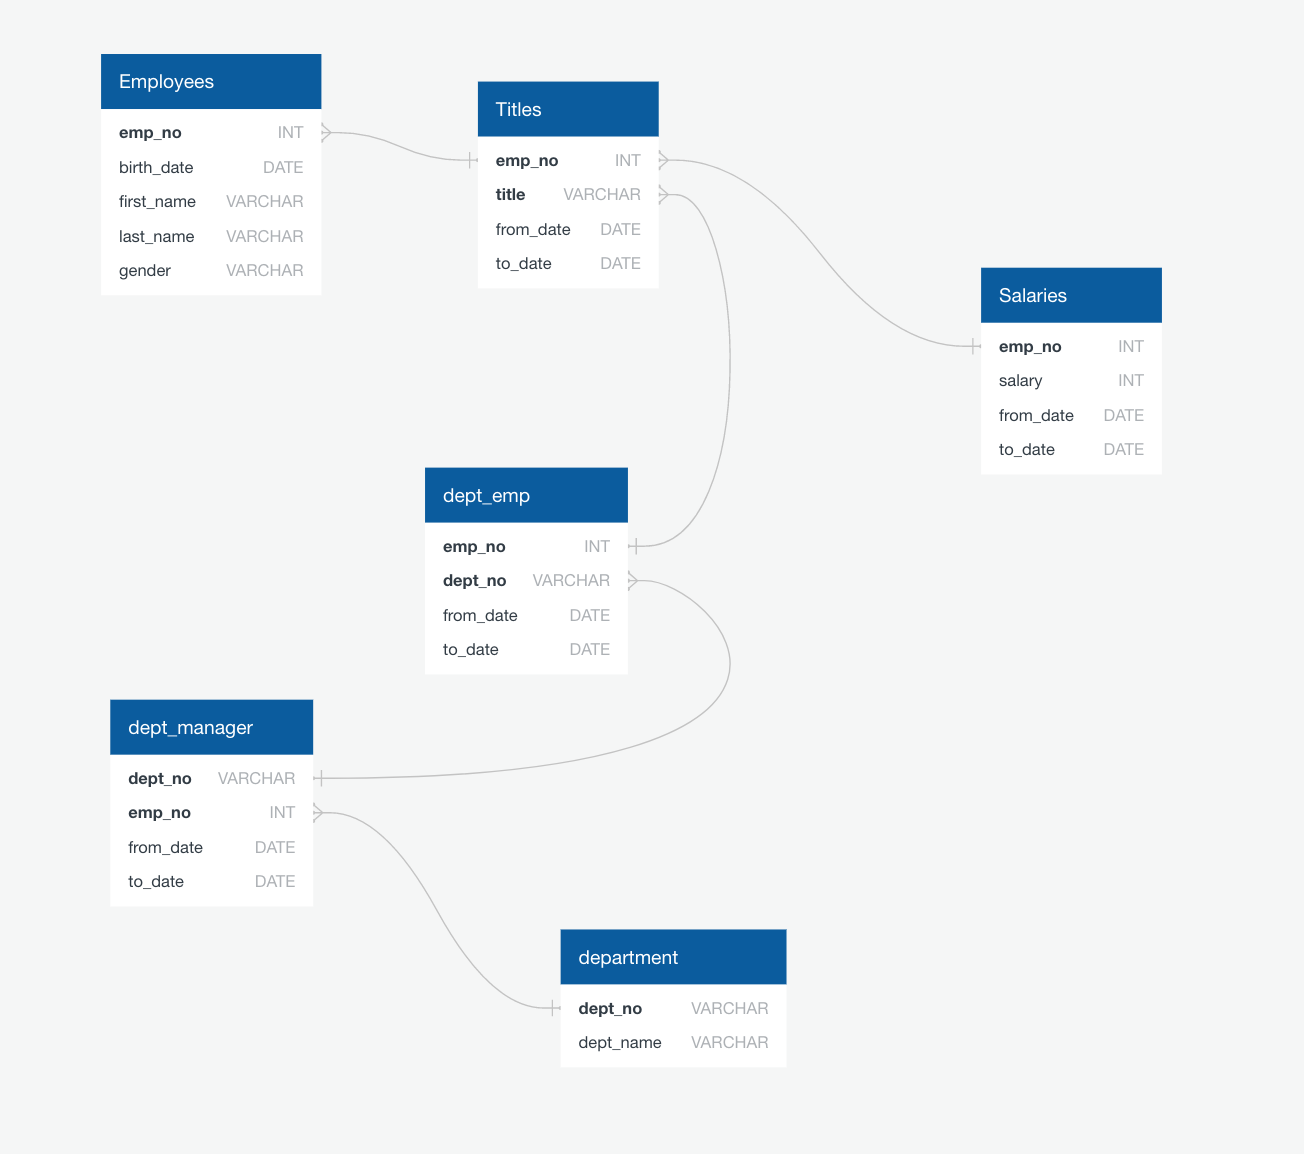 Employees
emp_no INT
birth_date DATE
first_name VARCHAR
last_name VARCHAR
gender VARCHAR
Titles
emp_no INT
title VARCHAR
from_date DATE
to_date DATE
Salaries
emp_no INT
salary INT
from_date DATE
to_date DATE
dept_emp
emp_no INT
dept_no VARCHAR
from_date DATE
to_date DATE
dept_manager
dept_no VARCHAR
emp_no INT
from_date DATE
to_date DATE
department
dept_no VARCHAR
dept_name VARCHAR